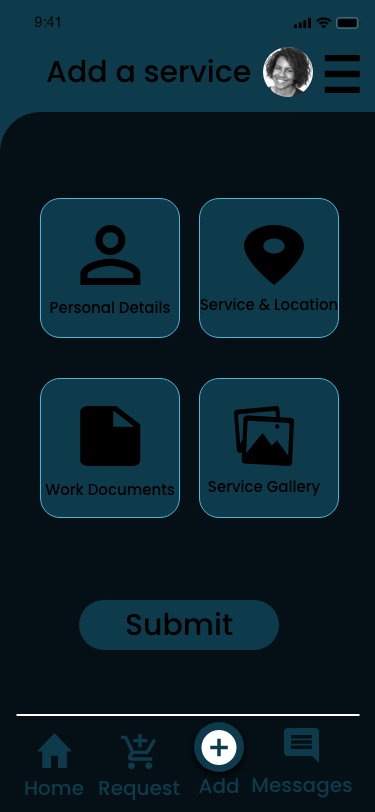 9:41
Add a service
Personal Details
Service & Location
Work Documents
Service Gallery
Submit
Home
Request
Add
Messages